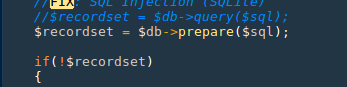 //FIX: SQL Injection (SQLite)
//$recordset = $db->query($sql);
$recordset = $db->prepare($sql);
if(!$recordset)
{